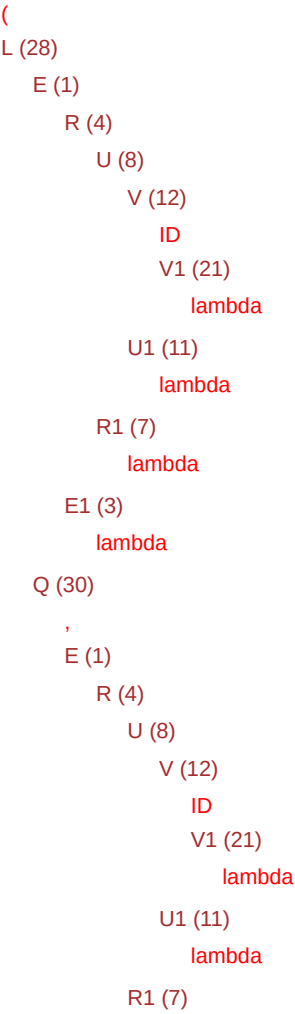 (
L (28)
E (1)
R (4)
U (8)
V (12)
ID
V1 (21)
lambda
U1 (11)
lambda
R1 (7)
lambda
E1 (3)
lambda
Q (30)
,
E (1)
R (4)
U (8)
V (12)
ID
V1 (21)
lambda
U1 (11)
lambda
R1 (7)